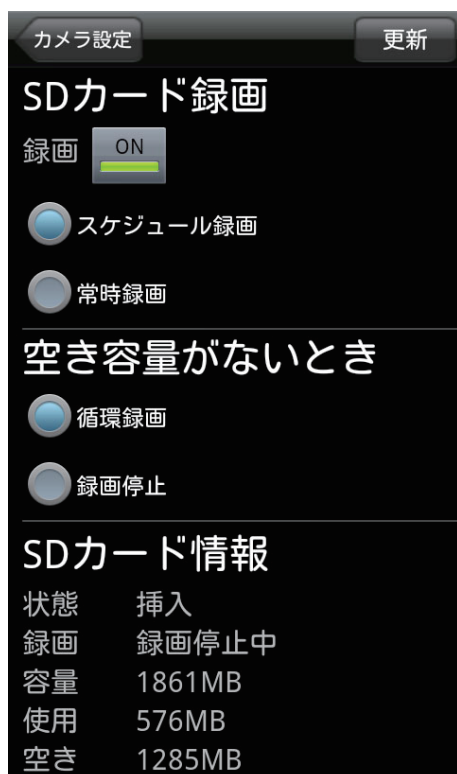 カメラ設定 更新
SDカード録画
録画 ON
スケジュール録画
常時録画
空き容量がないとき
循環録画
録画停止
SDカード情報
状態 挿入
録画 録画停止中
容量 1861MB
使用 576MB
空き 1285MB